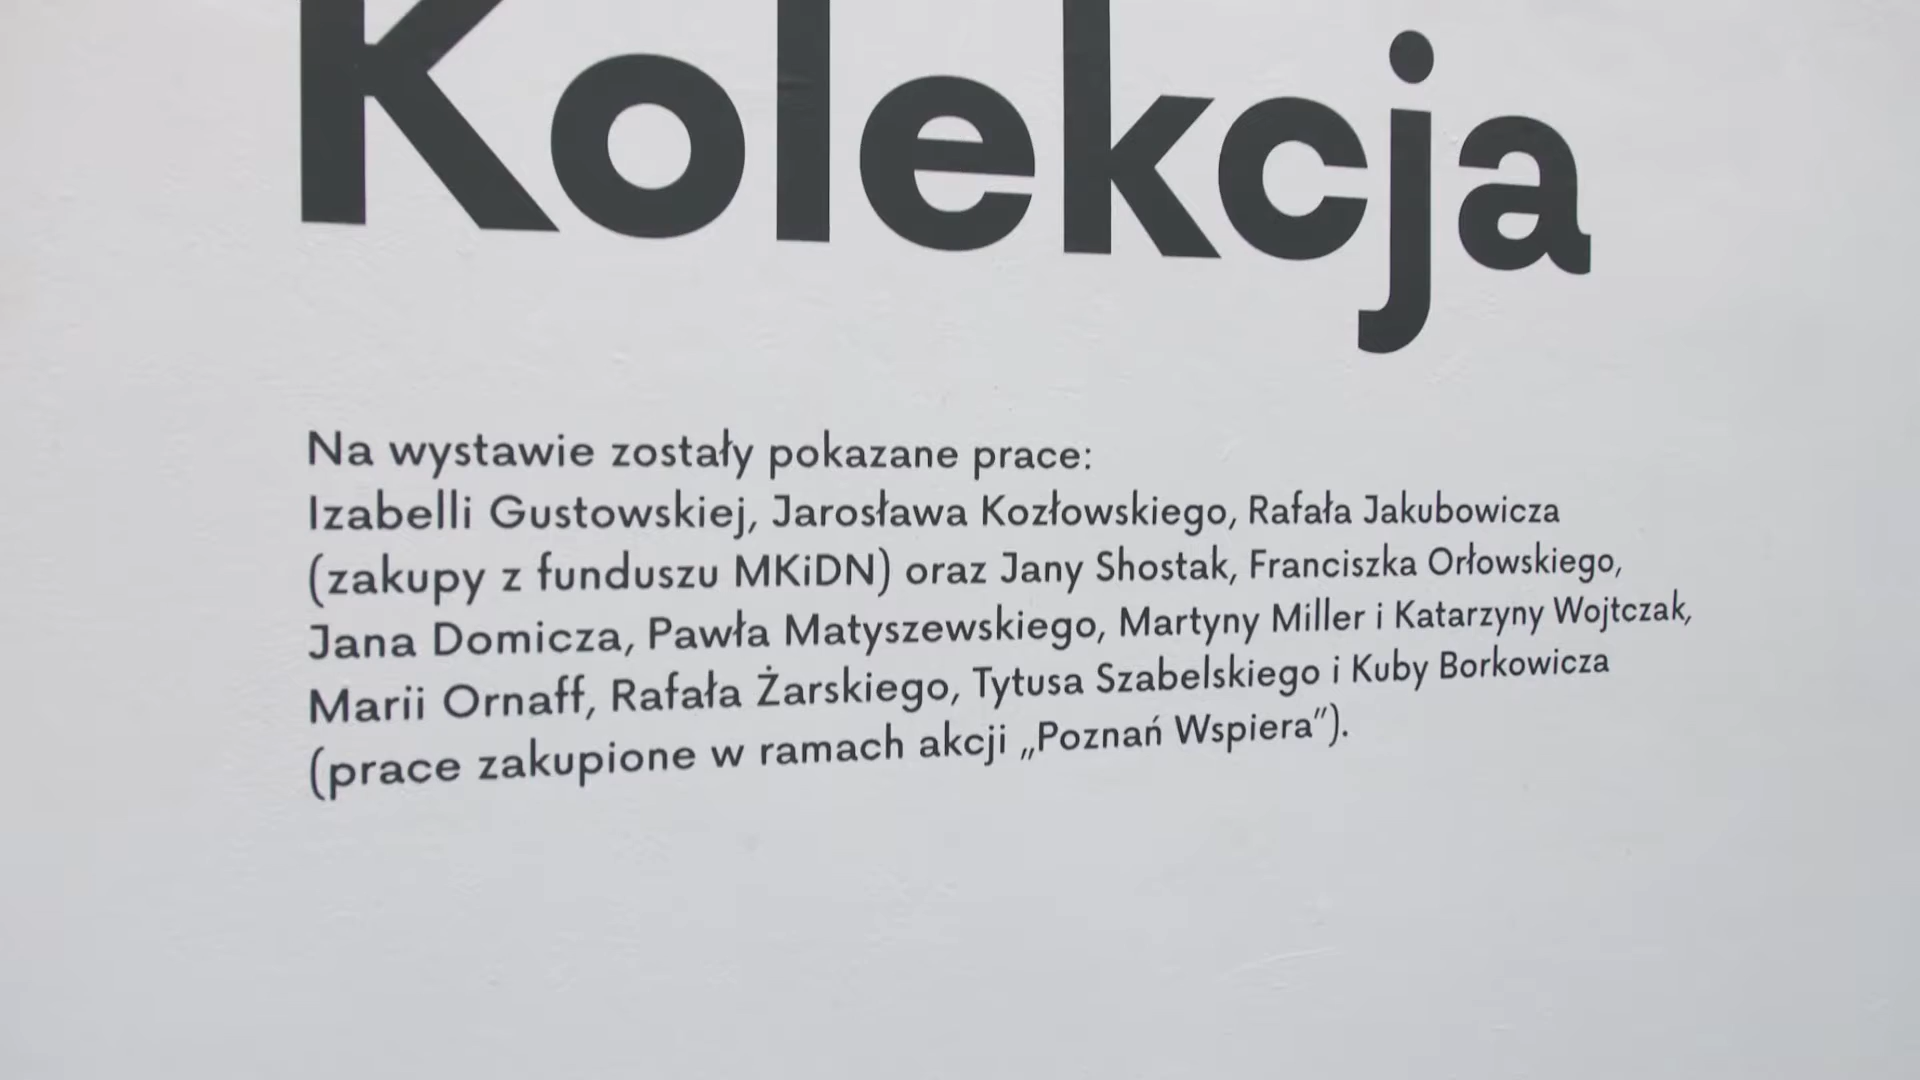 Kolekcja
Na wystawie zostały pokazane prace:
Izabelli Gustowskiej, Jarosława Kozłowskiego, Rafała Jakubowicza
(zakupy z funduszu MKiDN) oraz Jany Shostak, Franciszka Orłowskiego,
Jana Domicza, Pawła Matyszewskiego, Martyny Miller i Katarzyny Wojtczak,
Marii Ornaff, Rafała Żarskiego, Tytusa Szabelskiego i Kuby Borkowicza
(prace zakupione w ramach akcji „Poznań Wspiera”).